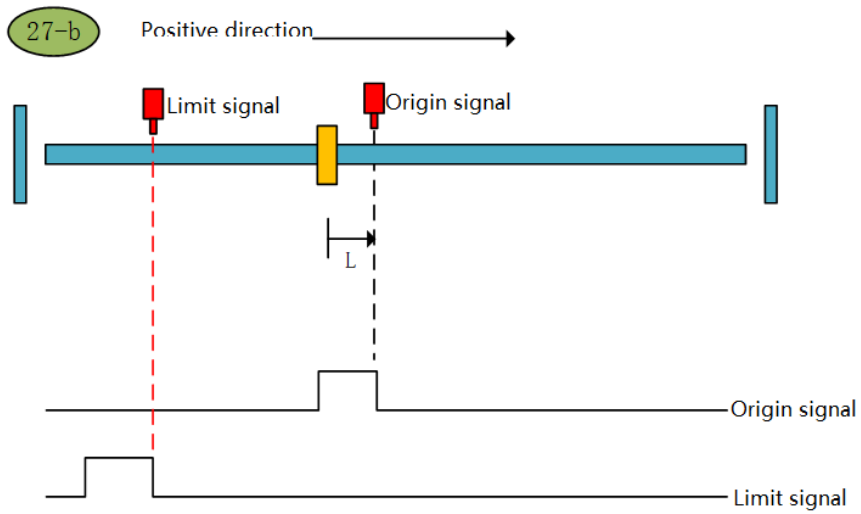 27-b
Positive direction
Limit signal
Origin signal
L
Origin signal
Limit signal